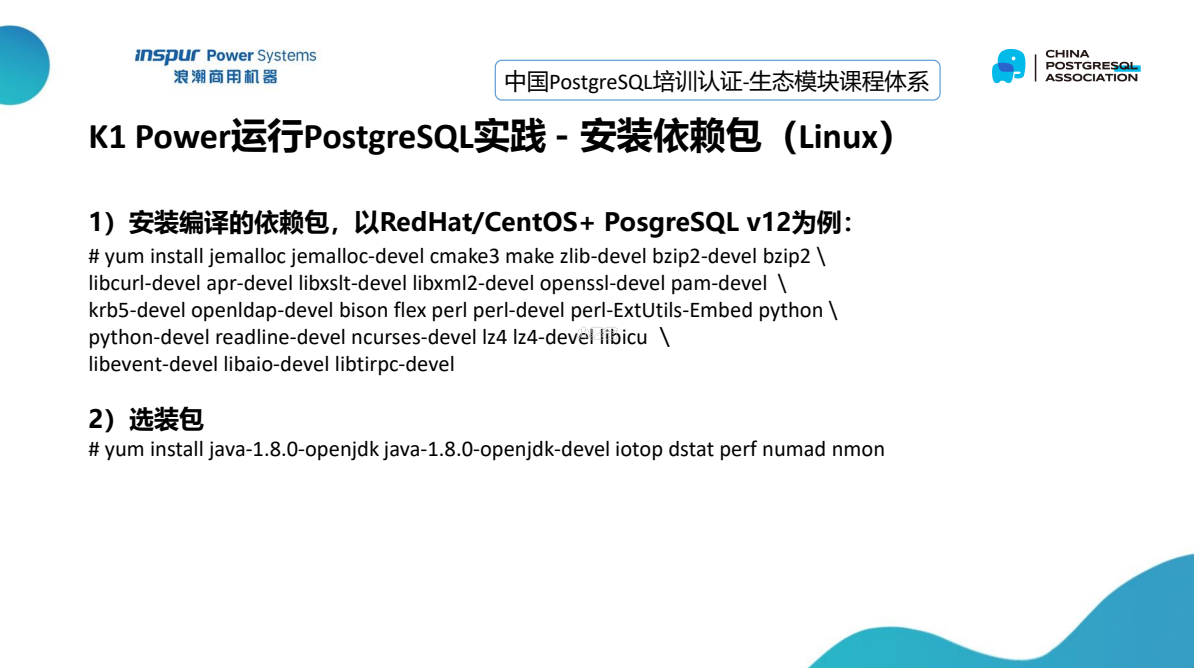 inspur Power Systems
浪潮商用机器
中国PostgreSQL培训认证-生态模块课程体系
CHINA
POSTGRESQL
ASSOCIATION
K1 Power运行PostgreSQL实践 - 安装依赖包（Linux）
1）安装编译的依赖包，以RedHat/CentOS+ PosgreSQL v12为例：
# yum install jemalloc jemalloc-devel cmake3 make zlib-devel bzip2-devel bzip2 \
libcurl-devel apr-devel libxslt-devel libxml2-devel openssl-devel pam-devel \
krb5-devel openldap-devel bison flex perl perl-devel perl-ExtUtils-Embed python \
python-devel readline-devel ncurses-devel lz4 lz4-devel libicu \
libevent-devel libaio-devel libtirpc-devel
2）选装包
# yum install java-1.8.0-openjdk java-1.8.0-openjdk-devel iotop dstat perf numad nmon